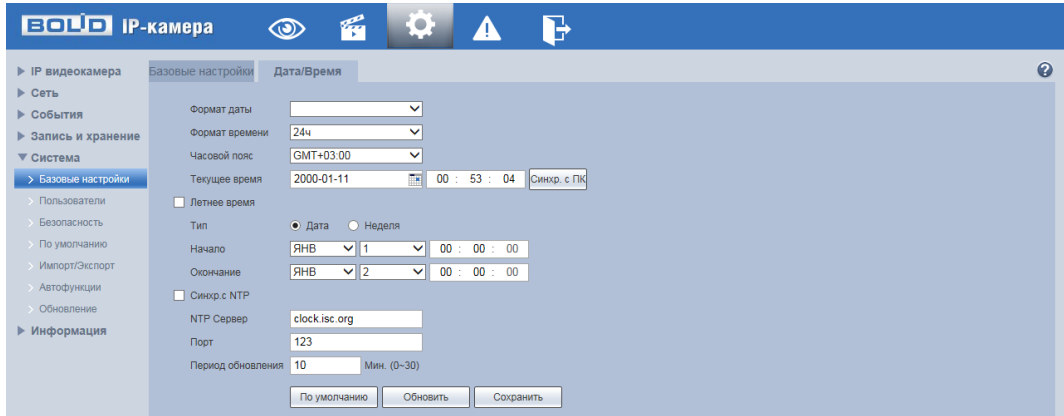 BOLID IP-камера
IP видеокамера
Сеть
События
Запись и хранение
Система
Базовые настройки
Пользователи
Безопасность
По умолчанию
Импорт/Экспорт
Автофункции
Обновление
Информация
Базовые настройки Дата/Время ?
Формат даты
Формат времени 24ч
Часовой пояс GMT+03:00
Текущее время 2000-01-11 00 : 53 : 04 Синхр. с ПК
Летнее время
Тип Дата Неделя
Начало ЯНВ 1 00 : 00 : 00
Окончание ЯНВ 2 00 : 00 : 00
Синхр.с NTP
NTP Сервер clock.isc.org
Порт 123
Период обновления 10 Мин. (0~30)
По умолчанию Обновить Сохранить